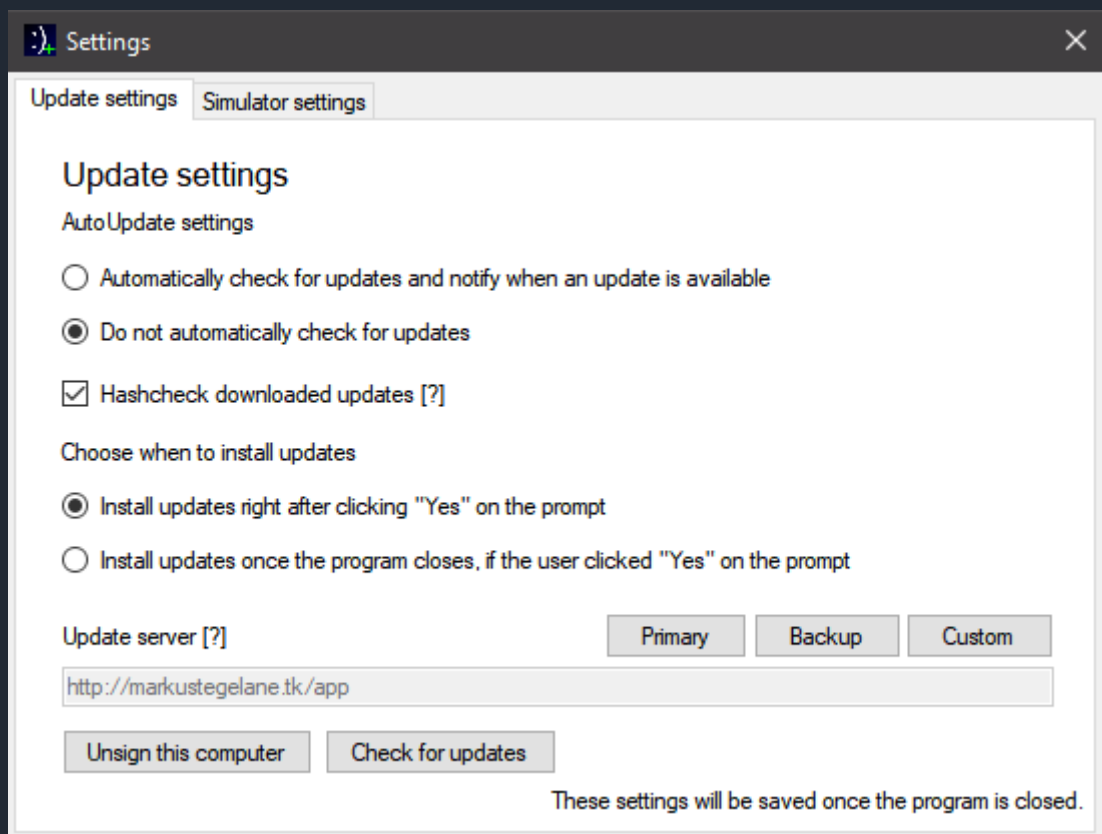 Settings
Update settings
Simulator settings
Update settings
AutoUpdate settings
Automatically check for updates and notify when an update is available
Do not automatically check for updates
Hashcheck downloaded updates [?]
Choose when to install updates
Install updates right after clicking "Yes" on the prompt
Install updates once the program closes, if the user clicked "Yes" on the prompt
Update server [?]
Primary
Backup
Custom
http://markustegelane.tk/app
Unsign this computer
Check for updates
These settings will be saved once the program is closed.